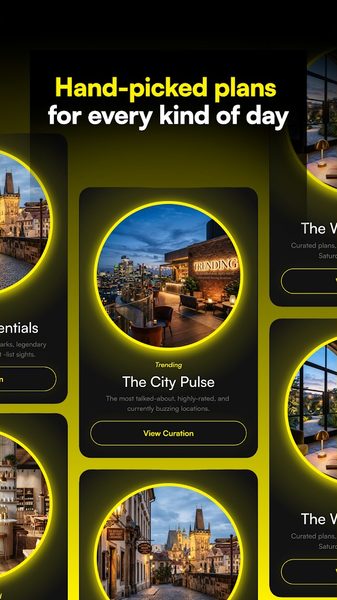 Hand-picked plans
for every kind of day
The W
Curated plans,
Satur
entials
arks, legendary
t-list sights.
n
TRENDING
Trending
The City Pulse
The most talked-about, highly-rated, and
currently buzzing locations.
View Curation
The W
Curated plans,
Satur